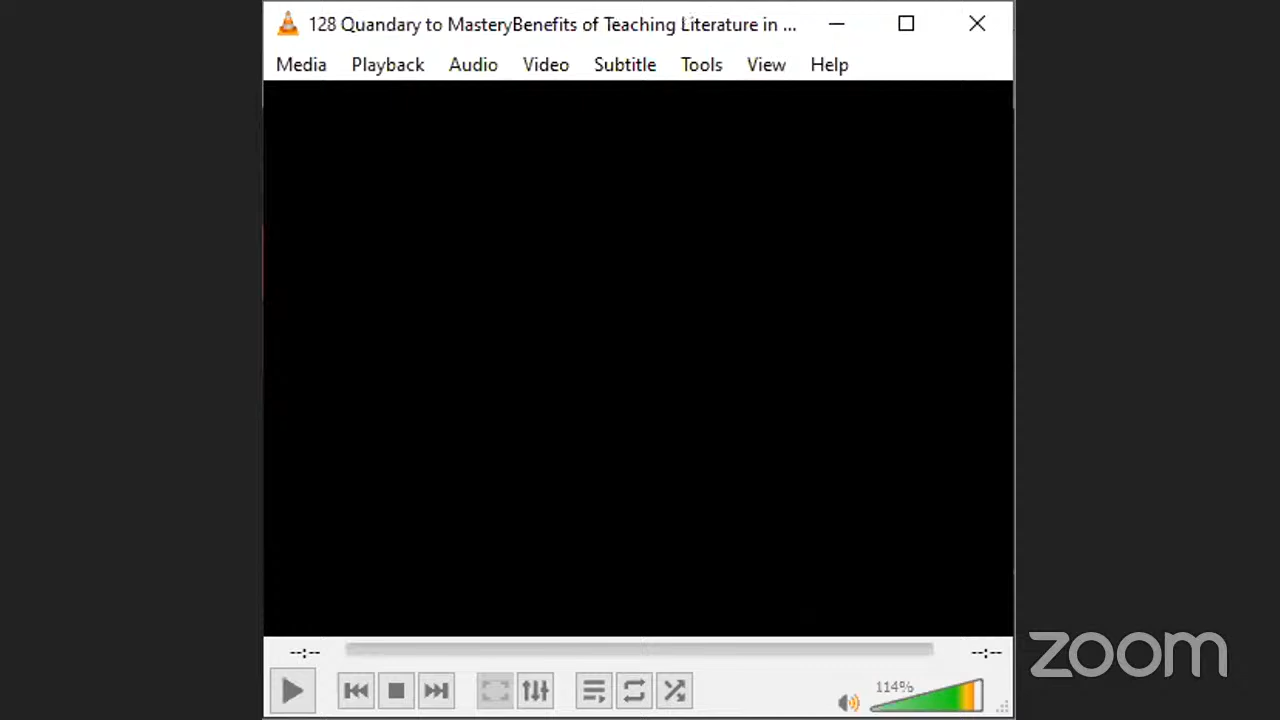 128 Quandary to MasteryBenefits of Teaching Literature in ...
Media Playback Audio Video Subtitle Tools View Help
--:-- --:--
114%
zoom